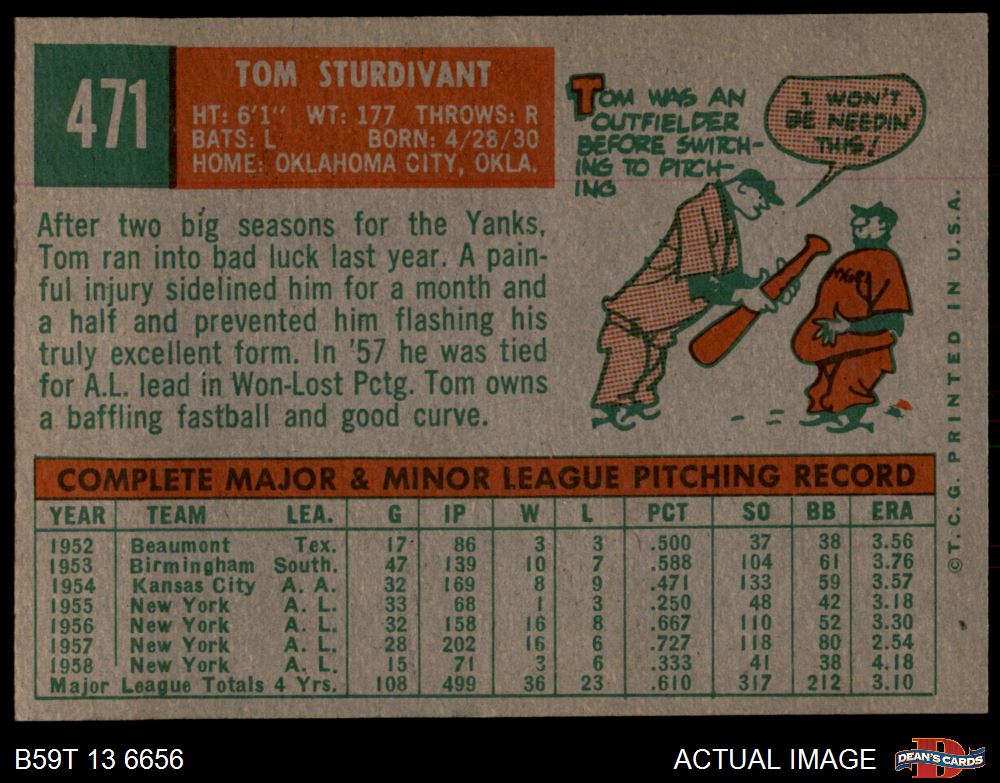 471
TOM STURDIVANT
HT: 6'1" WT: 177 THROWS: R
BATS: L BORN: 4/28/30
HOME: OKLAHOMA CITY, OKLA.
TOM WAS AN
OUTFIELDER
BEFORE SWITCH-
ING TO PITCH-
ING
I WON'T
BE NEEDIN'
THIS!
MGR.
After two big seasons for the Yanks,
Tom ran into bad luck last year. A pain-
ful injury sidelined him for a month and
a half and prevented him flashing his
truly excellent form. In '57 he was tied
for A.L. lead in Won-Lost Pctg. Tom owns
a baffling fastball and good curve.
COMPLETE MAJOR & MINOR LEAGUE PITCHING RECORD
YEAR TEAM LEA. G IP W L PCT SO BB ERA
1952 Beaumont Tex. 17 86 3 3 .500 37 38 3.56
1953 Birmingham South. 47 139 10 7 .588 104 61 3.76
1954 Kansas City A. A. 32 169 8 9 .471 133 59 3.57
1955 New York A. L. 33 68 1 3 .250 48 42 3.18
1956 New York A. L. 32 158 16 8 .667 110 52 3.30
1957 New York A. L. 28 202 16 6 .727 118 80 2.54
1958 New York A. L. 15 71 3 6 .333 41 38 4.18
Major League Totals 4 Yrs. 108 499 36 23 .610 317 212 3.10
©T.C.G. PRINTED IN U.S.A.
B59T 13 6656
ACTUAL IMAGE
D
DEAN'S CARDS